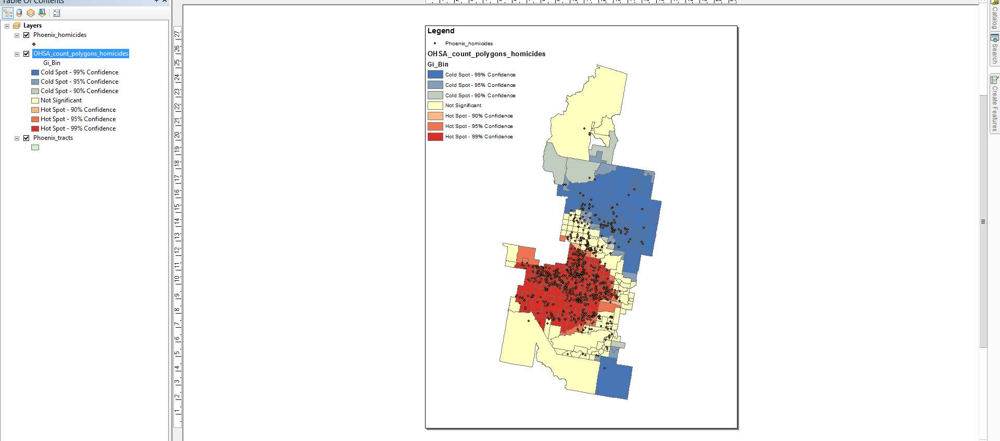 Table Of Contents
Layers
Phoenix_homicides
OHSA_count_polygons_homicides
Gi_Bin
Cold Spot - 99% Confidence
Cold Spot - 95% Confidence
Cold Spot - 90% Confidence
Not Significant
Hot Spot - 90% Confidence
Hot Spot - 95% Confidence
Hot Spot - 99% Confidence
Phoenix_tracts
27
26
25
24
23
22
21
20
19
18
17
16
15
14
13
12
11
10
9
8
7
6
5
4
3
2
1
Legend
Phoenix_homicides
OHSA_count_polygons_homicides
Gi_Bin
Cold Spot - 99% Confidence
Cold Spot - 95% Confidence
Cold Spot - 90% Confidence
Not Significant
Hot Spot - 90% Confidence
Hot Spot - 95% Confidence
Hot Spot - 99% Confidence
Catalog
Search
Create Features